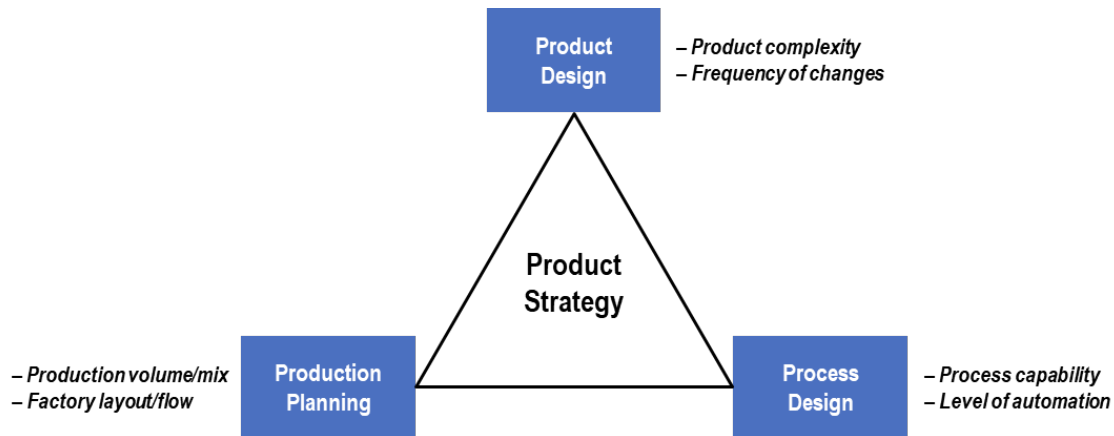 Product
Design
– Product complexity
– Frequency of changes
Product
Strategy
– Production volume/mix
– Factory layout/flow
Production
Planning
Process
Design
– Process capability
– Level of automation